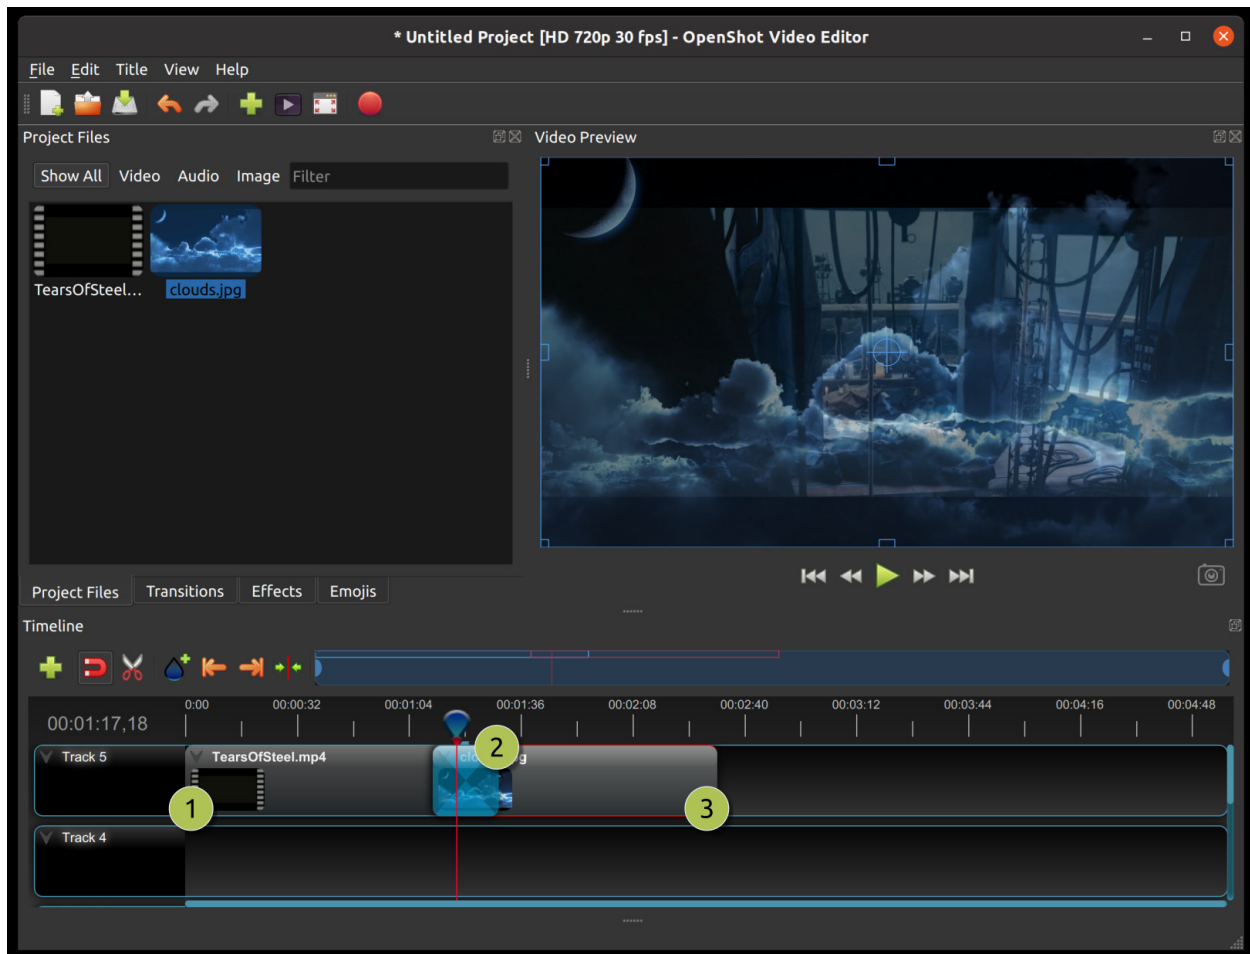 * Untitled Project [HD 720p 30 fps] - OpenShot Video Editor
File Edit Title View Help
Project Files
Video Preview
Show All Video Audio Image Filter
TearsOfSteel... clouds.jpg
Project Files Transitions Effects Emojis
Timeline
0:00 00:00:32 00:01:04 00:01:36 00:02:08 00:02:40 00:03:12 00:03:44 00:04:16 00:04:48
00:01:17,18
2
Track 5 TearsOfSteel.mp4
1 3
Track 4